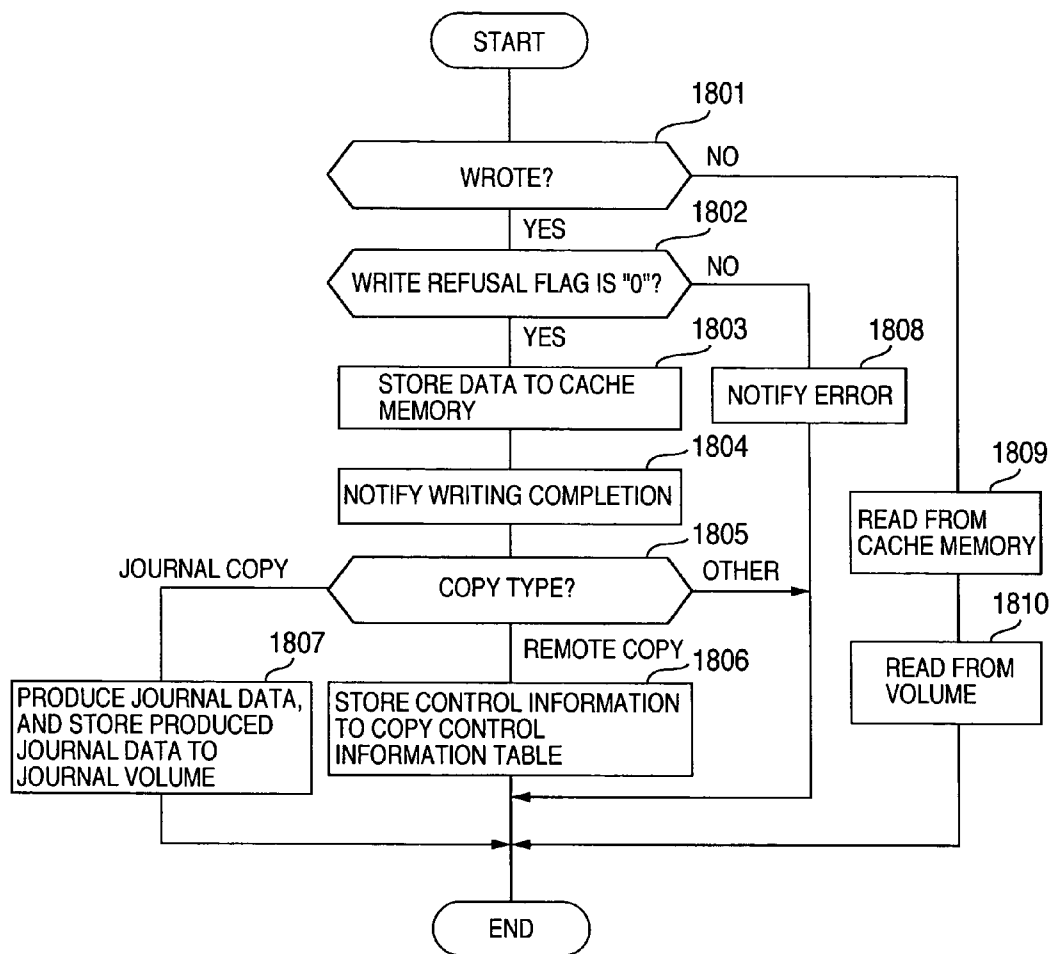 START
1801
WROTE?
NO
YES
1802
WRITE REFUSAL FLAG IS "0"?
NO
YES
1803
STORE DATA TO CACHE
MEMORY
1808
NOTIFY ERROR
1804
NOTIFY WRITING COMPLETION
1809
READ FROM
CACHE MEMORY
1805
JOURNAL COPY
COPY TYPE?
OTHER
1810
READ FROM
VOLUME
REMOTE COPY
1807
PRODUCE JOURNAL DATA,
AND STORE PRODUCED
JOURNAL DATA TO
JOURNAL VOLUME
1806
STORE CONTROL INFORMATION
TO COPY CONTROL
INFORMATION TABLE
END